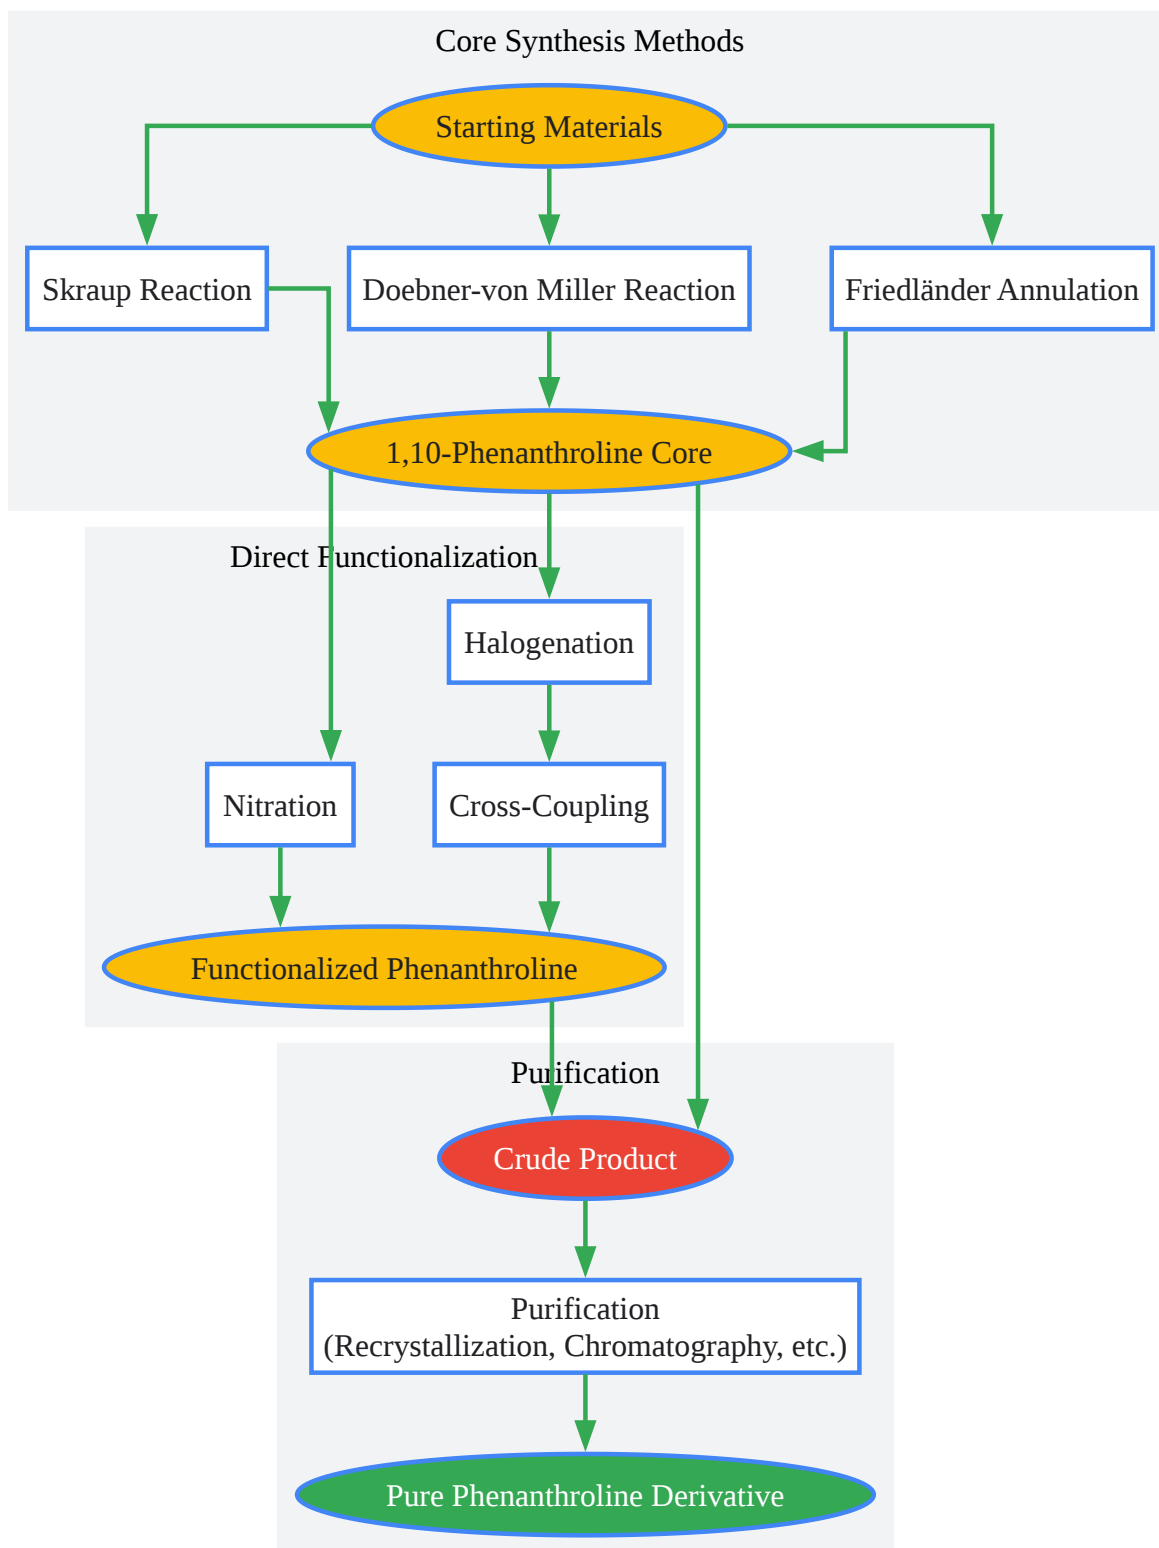 Core Synthesis Methods
Starting Materials
Skraup Reaction
Doebner-von Miller Reaction
Friedländer Annulation
1,10-Phenanthroline Core
Direct Functionalization
Halogenation
Nitration
Cross-Coupling
Functionalized Phenanthroline
Purification
Crude Product
Purification
(Recrystallization, Chromatography, etc.)
Pure Phenanthroline Derivative